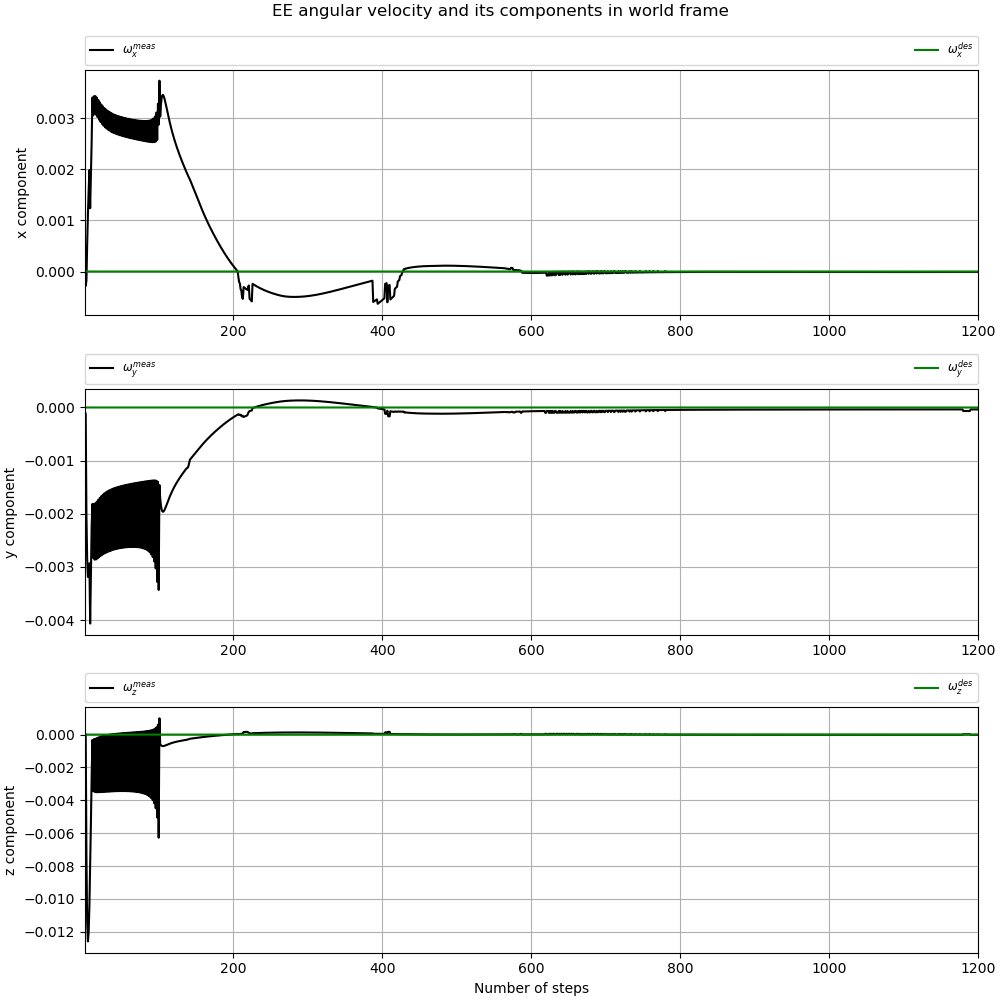 EE angular velocity and its components in world frame
ω_x^meas ω_x^des
0.003
0.002
0.001
0.000
x component
200 400 600 800 1000 1200
ω_y^meas ω_y^des
0.000
−0.001
−0.002
−0.003
−0.004
y component
200 400 600 800 1000 1200
ω_z^meas ω_z^des
0.000
−0.002
−0.004
−0.006
−0.008
−0.010
−0.012
z component
200 400 600 800 1000 1200
Number of steps